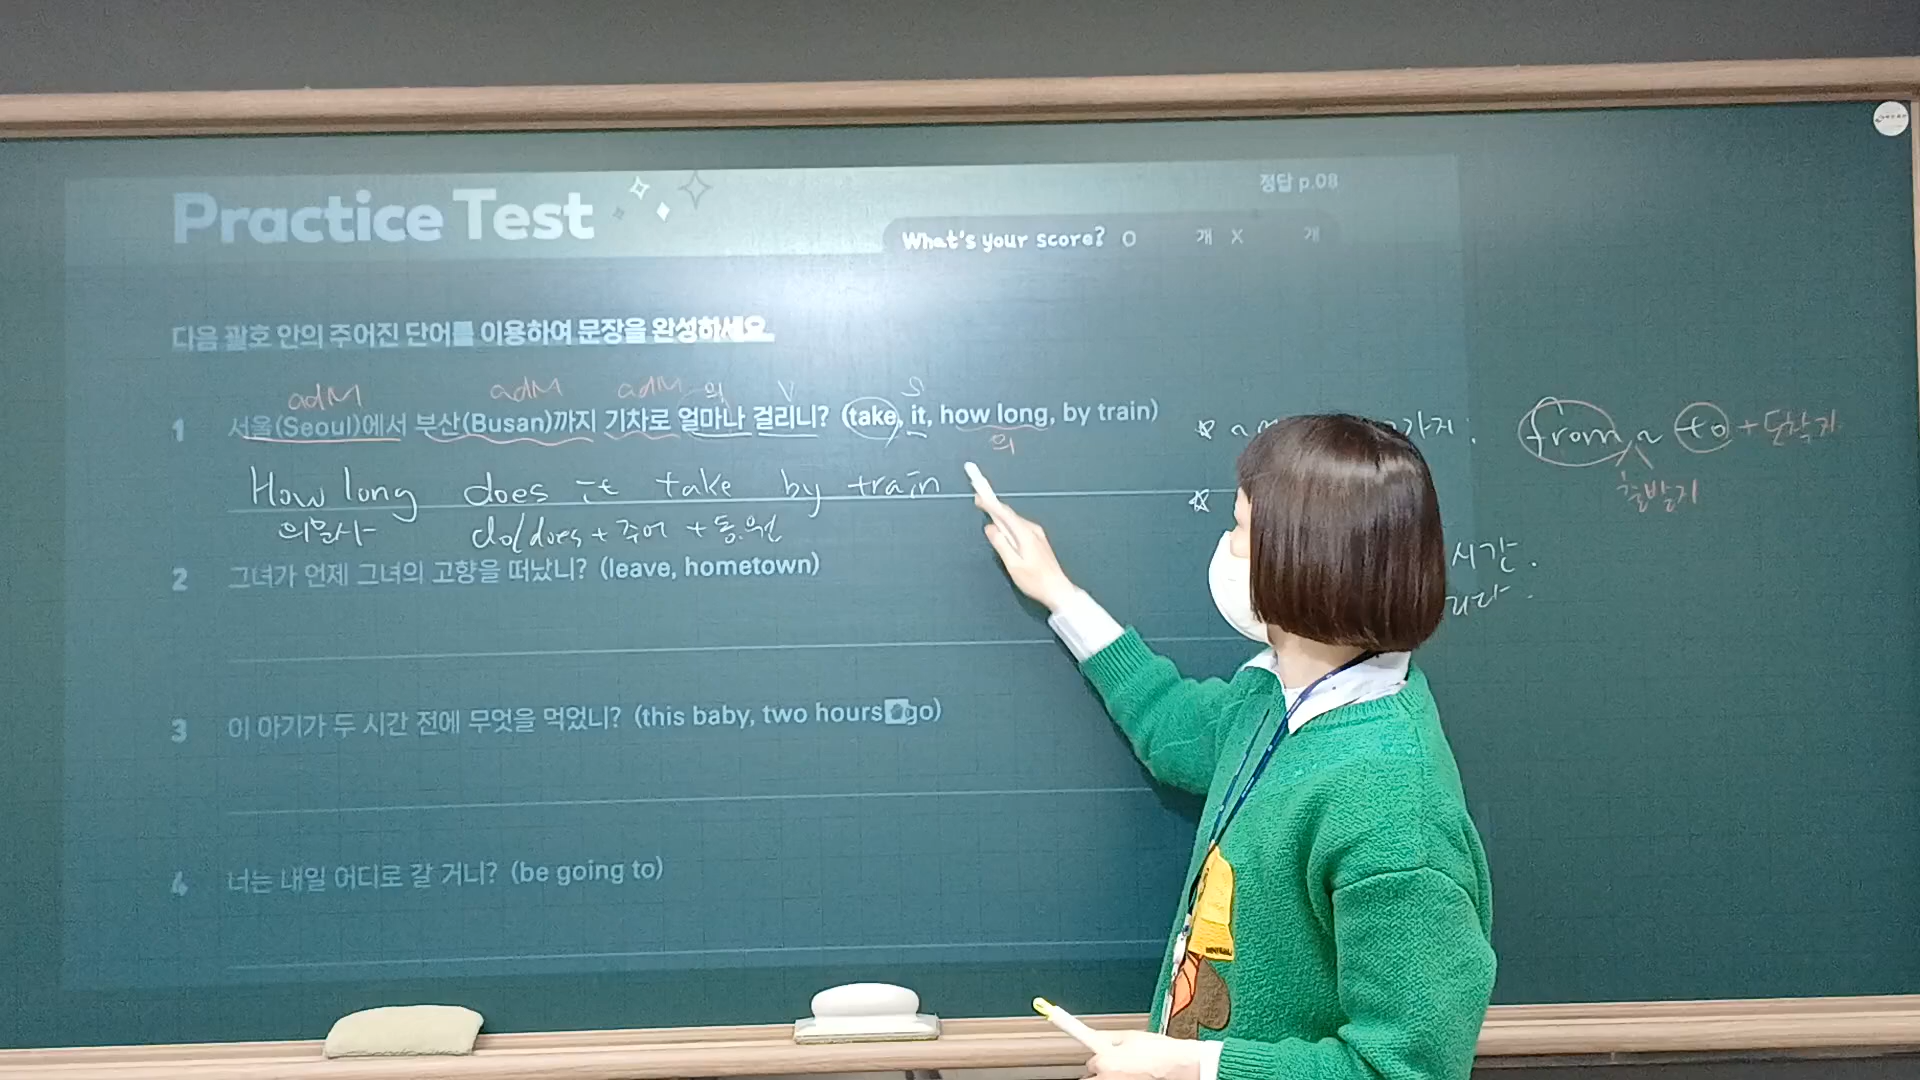 Practice Test
정답 p.08
What's your score? O 개 X 개
다음 괄호 안의 주어진 단어를 이용하여 문장을 완성하세요.
adM adM adM 의 V S
1 서울(Seoul)에서 부산(Busan)까지 기차로 얼마나 걸리니? (take, it, how long, by train)
의
How long does it take by train
의문사 do/does + 주어 + 동.원
2 그녀가 언제 그녀의 고향을 떠났니? (leave, hometown)
3 이 아기가 두 시간 전에 무엇을 먹었니? (this baby, two hours go)
4 너는 내일 어디로 갈 거니? (be going to)
까지 : from ~ to + 도착지
출발지
시간.
리다.